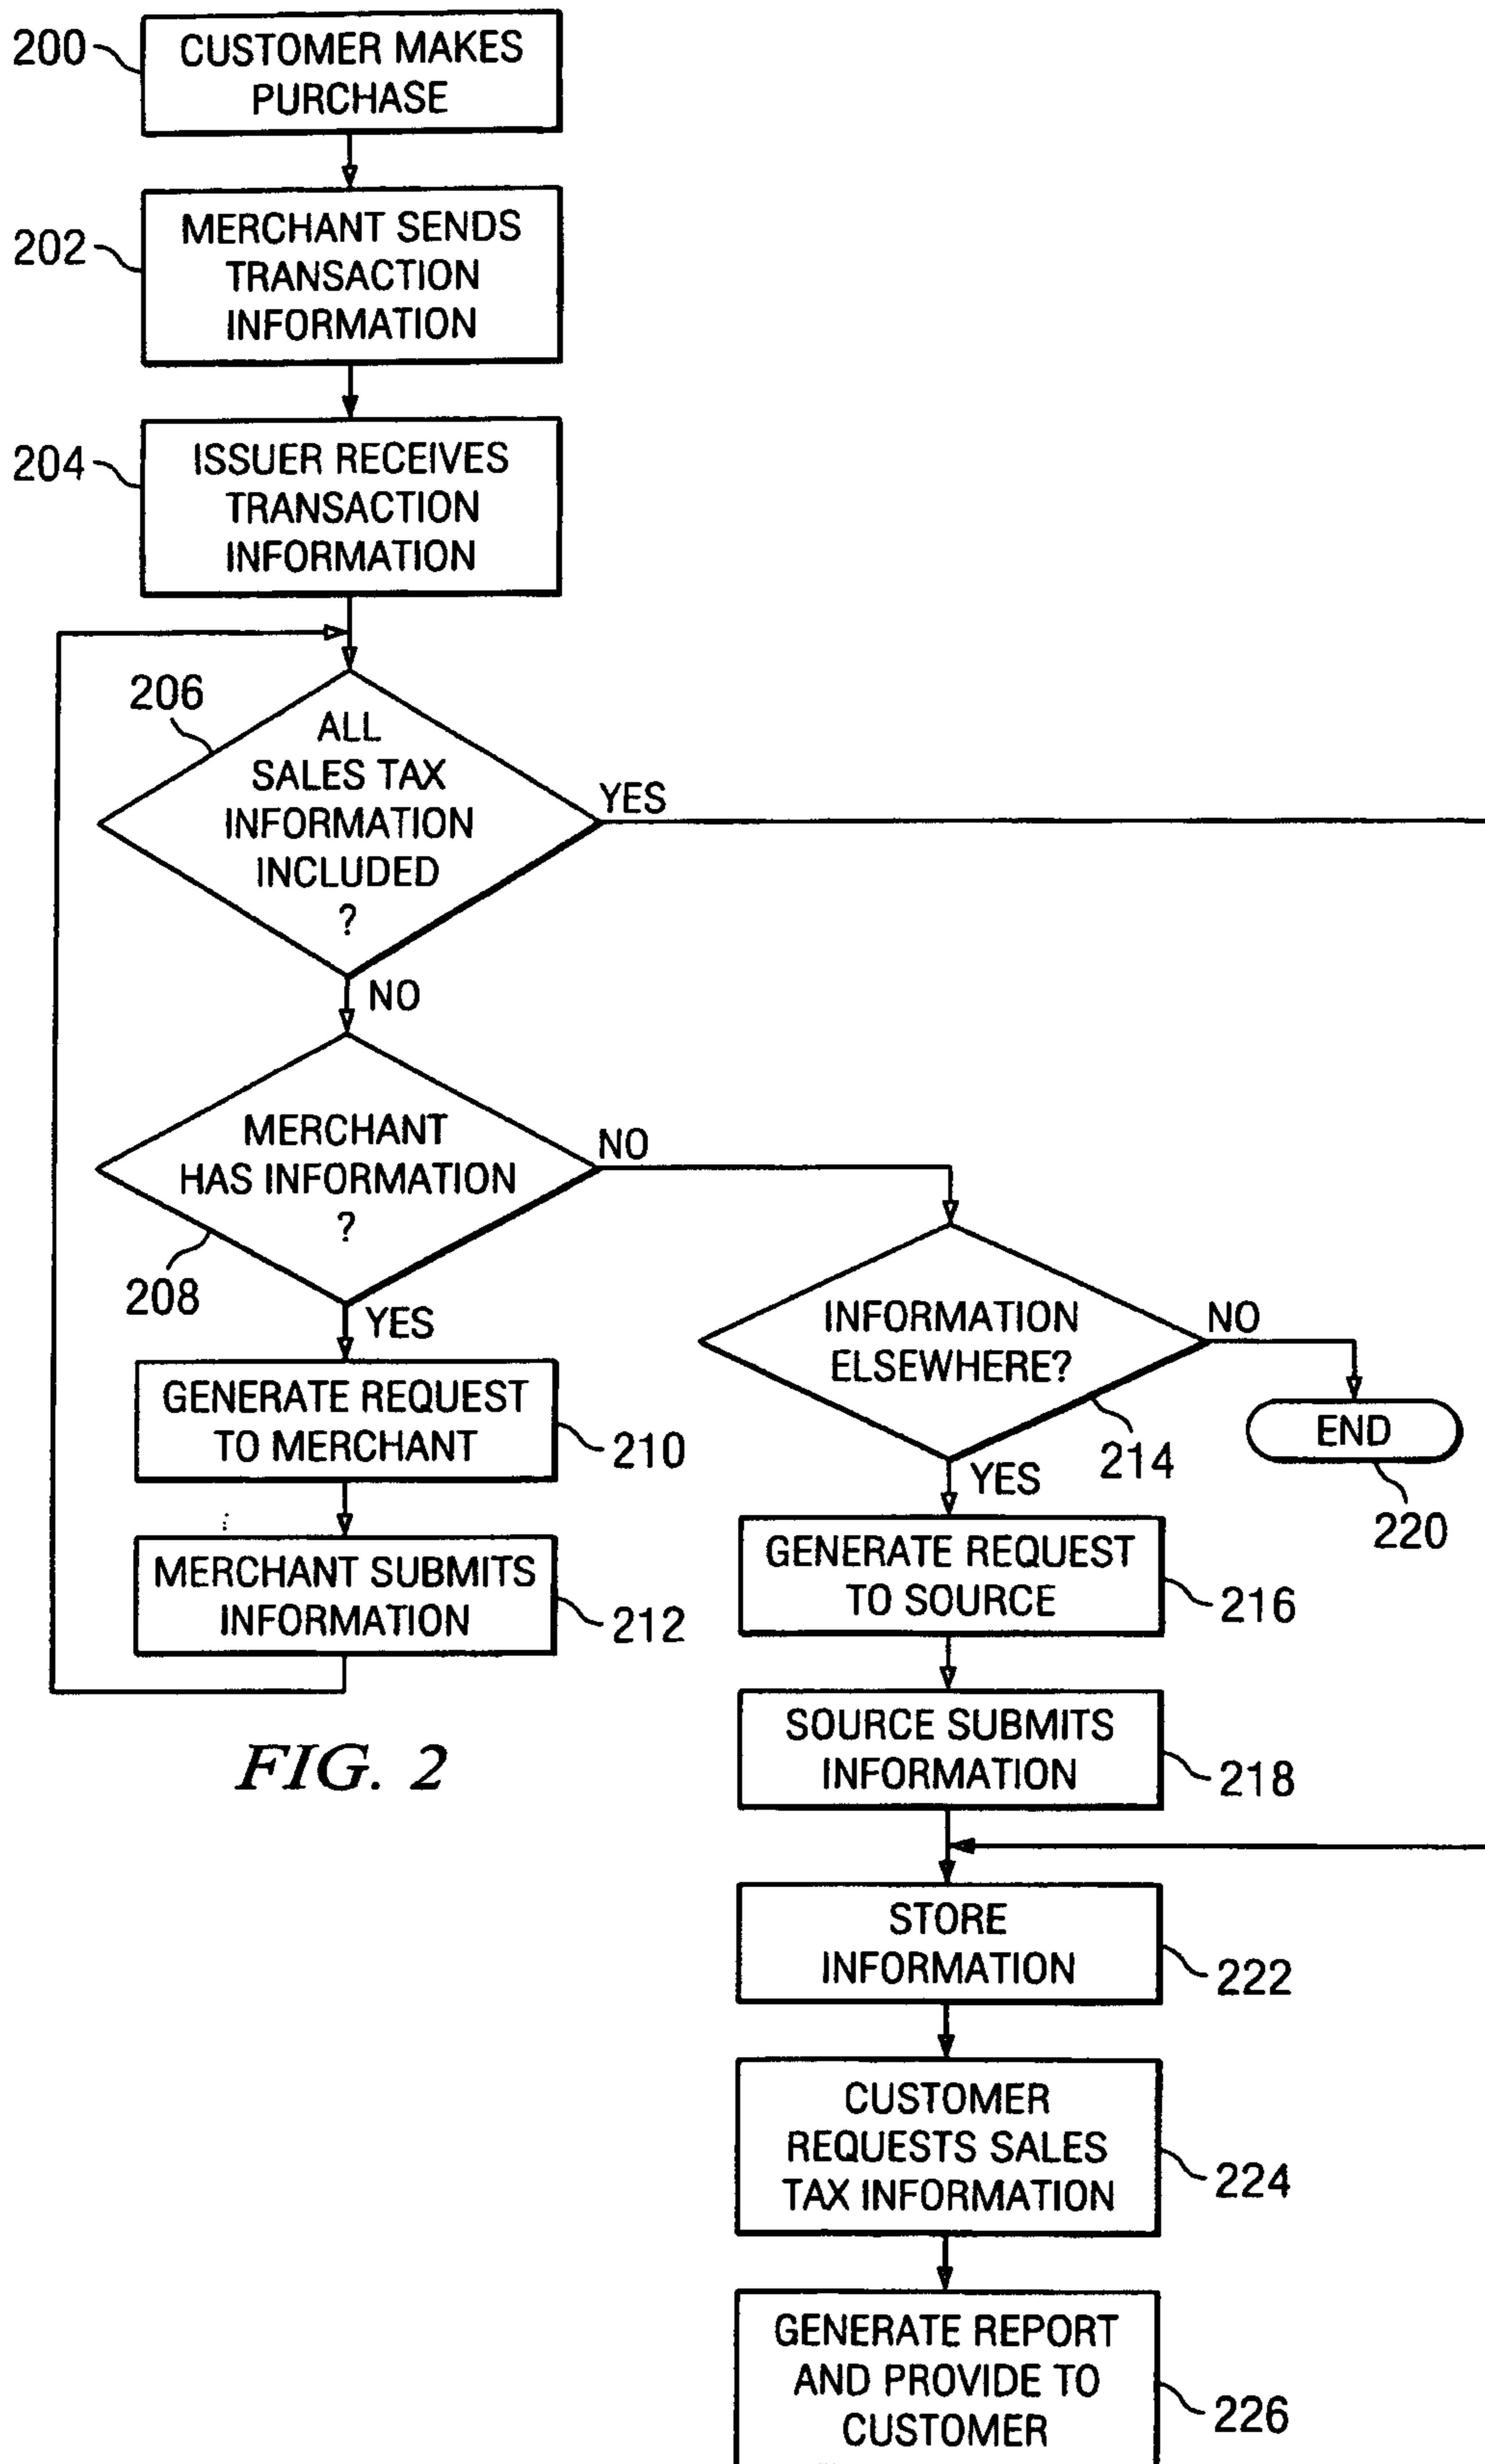 200
CUSTOMER MAKES
PURCHASE
202
MERCHANT SENDS
TRANSACTION
INFORMATION
204
ISSUER RECEIVES
TRANSACTION
INFORMATION
206
ALL
SALES TAX
INFORMATION
INCLUDED
?
YES
NO
MERCHANT
HAS INFORMATION
?
NO
208
YES
GENERATE REQUEST
TO MERCHANT
210
MERCHANT SUBMITS
INFORMATION
212
INFORMATION
ELSEWHERE?
NO
214
YES
END
220
GENERATE REQUEST
TO SOURCE
216
SOURCE SUBMITS
INFORMATION
218
FIG. 2
STORE
INFORMATION
222
CUSTOMER
REQUESTS SALES
TAX INFORMATION
224
GENERATE REPORT
AND PROVIDE TO
CUSTOMER
226